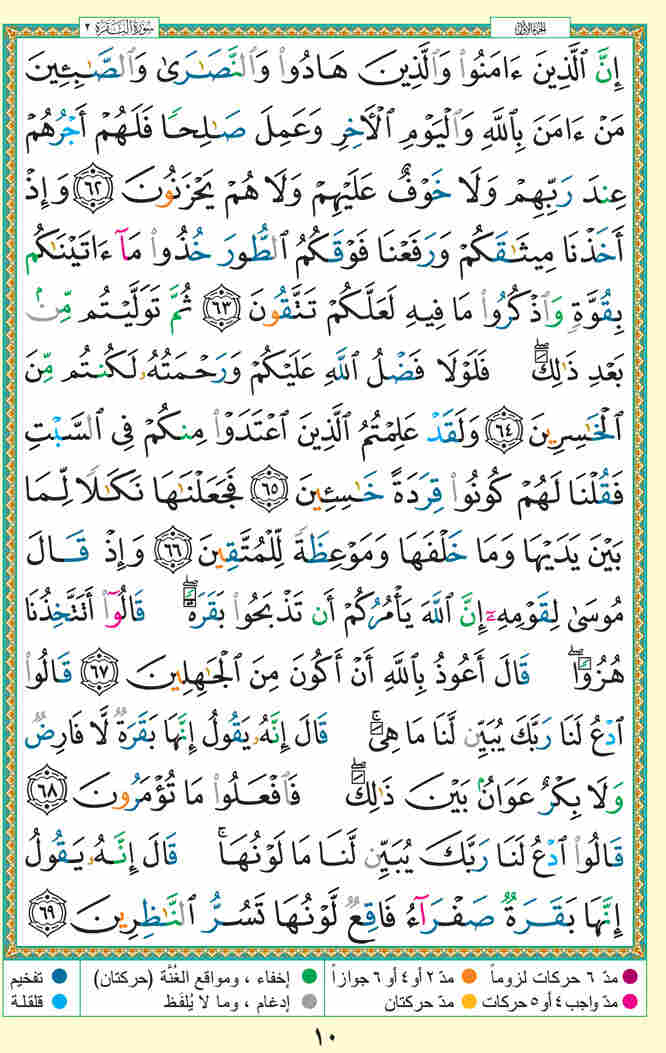 الجزء الأول
سورة البقرة ٢
إِنَّ ٱلَّذِينَ ءَامَنُوا۟ وَٱلَّذِينَ هَادُوا۟ وَٱلنَّصَـٰرَىٰ وَٱلصَّـٰبِـِٔينَ
مَنْ ءَامَنَ بِٱللَّهِ وَٱلْيَوْمِ ٱلْـَٔاخِرِ وَعَمِلَ صَـٰلِحًا فَلَهُمْ أَجْرُهُمْ
عِندَ رَبِّهِمْ وَلَا خَوْفٌ عَلَيْهِمْ وَلَا هُمْ يَحْزَنُونَ ٦٢ وَإِذْ
أَخَذْنَا مِيثَـٰقَكُمْ وَرَفَعْنَا فَوْقَكُمُ ٱلطُّورَ خُذُوا۟ مَآ ءَاتَيْنَـٰكُم
بِقُوَّةٍ وَٱذْكُرُوا۟ مَا فِيهِ لَعَلَّكُمْ تَتَّقُونَ ٦٣ ثُمَّ تَوَلَّيْتُم مِّنۢ
بَعْدِ ذَٰلِكَ ۖ فَلَوْلَا فَضْلُ ٱللَّهِ عَلَيْكُمْ وَرَحْمَتُهُۥ لَكُنتُم مِّنَ
ٱلْخَـٰسِرِينَ ٦٤ وَلَقَدْ عَلِمْتُمُ ٱلَّذِينَ ٱعْتَدَوْا۟ مِنكُمْ فِى ٱلسَّبْتِ
فَقُلْنَا لَهُمْ كُونُوا۟ قِرَدَةً خَـٰسِـِٔينَ ٦٥ فَجَعَلْنَـٰهَا نَكَـٰلًا لِّمَا
بَيْنَ يَدَيْهَا وَمَا خَلْفَهَا وَمَوْعِظَةً لِّلْمُتَّقِينَ ٦٦ وَإِذْ قَالَ
مُوسَىٰ لِقَوْمِهِۦٓ إِنَّ ٱللَّهَ يَأْمُرُكُمْ أَن تَذْبَحُوا۟ بَقَرَةً ۖ قَالُوٓا۟ أَتَتَّخِذُنَا
هُزُوًا ۖ قَالَ أَعُوذُ بِٱللَّهِ أَنْ أَكُونَ مِنَ ٱلْجَـٰهِلِينَ ٦٧ قَالُوا۟
ٱدْعُ لَنَا رَبَّكَ يُبَيِّن لَّنَا مَا هِىَ ۚ قَالَ إِنَّهُۥ يَقُولُ إِنَّهَا بَقَرَةٌ لَّا فَارِضٌ
وَلَا بِكْرٌ عَوَانٌۢ بَيْنَ ذَٰلِكَ ۖ فَٱفْعَلُوا۟ مَا تُؤْمَرُونَ ٦٨
قَالُوا۟ ٱدْعُ لَنَا رَبَّكَ يُبَيِّن لَّنَا مَا لَوْنُهَا ۚ قَالَ إِنَّهُۥ يَقُولُ
إِنَّهَا بَقَرَةٌ صَفْرَآءُ فَاقِعٌ لَّوْنُهَا تَسُرُّ ٱلنَّـٰظِرِينَ ٦٩
مدّ ٦ حركات لزوماً مدّ ٢ أو ٤ أو ٦ جوازاً إخفاء ، ومواقع الغُنَّة (حركتان) تفخيم
مدّ واجب ٤ أو ٥ حركات مدّ حركتان إدغام ، وما لا يُلفَظ قلقلة
١٠